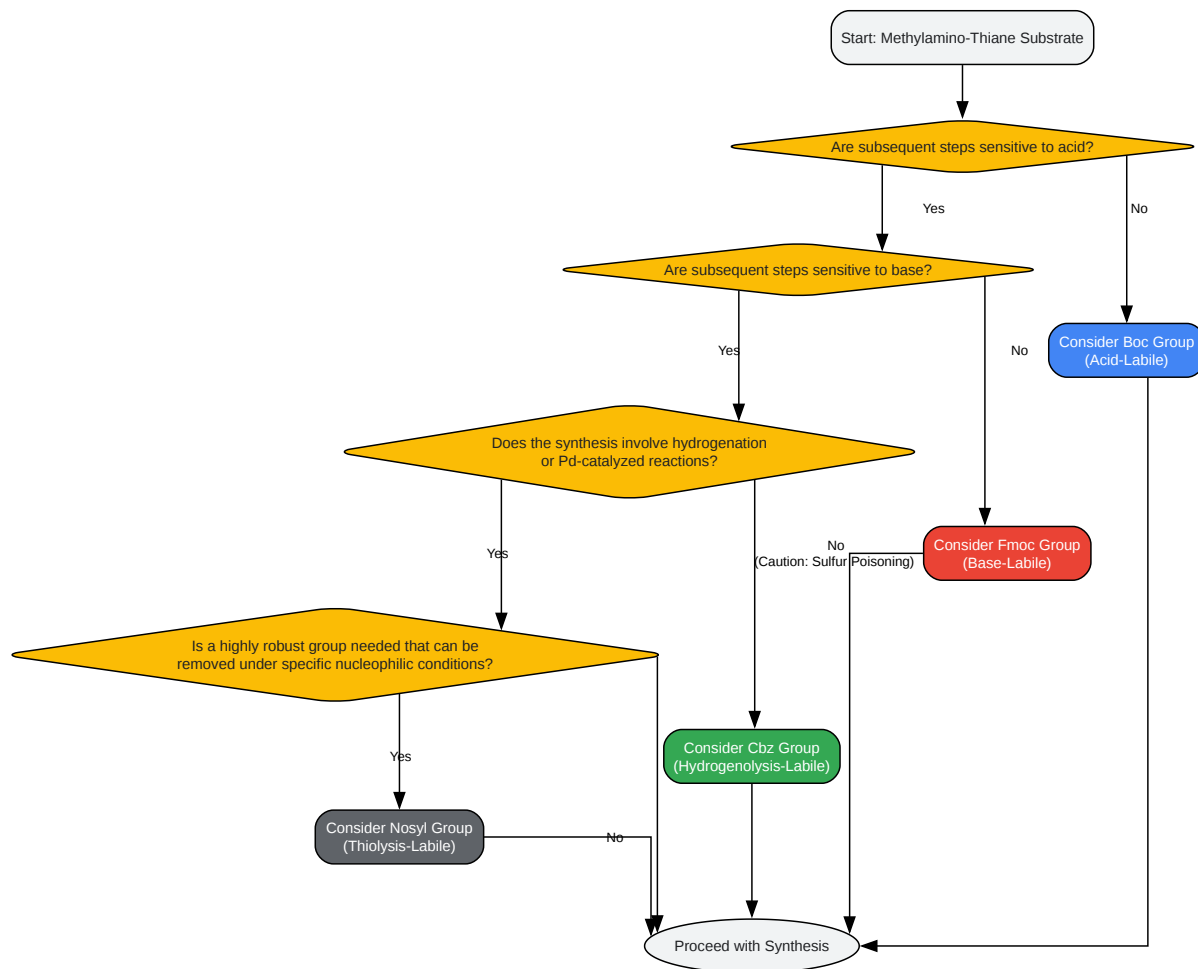 Start: Methylamino-Thiane Substrate
Are subsequent steps sensitive to acid?
Yes
No
Are subsequent steps sensitive to base?
Yes
No
Consider Boc Group
(Acid-Labile)
Does the synthesis involve hydrogenation
or Pd-catalyzed reactions?
Yes
No
(Caution: Sulfur Poisoning)
Consider Fmoc Group
(Base-Labile)
Is a highly robust group needed that can be
removed under specific nucleophilic conditions?
Yes
Consider Cbz Group
(Hydrogenolysis-Labile)
Consider Nosyl Group
(Thiolysis-Labile)
No
Proceed with Synthesis